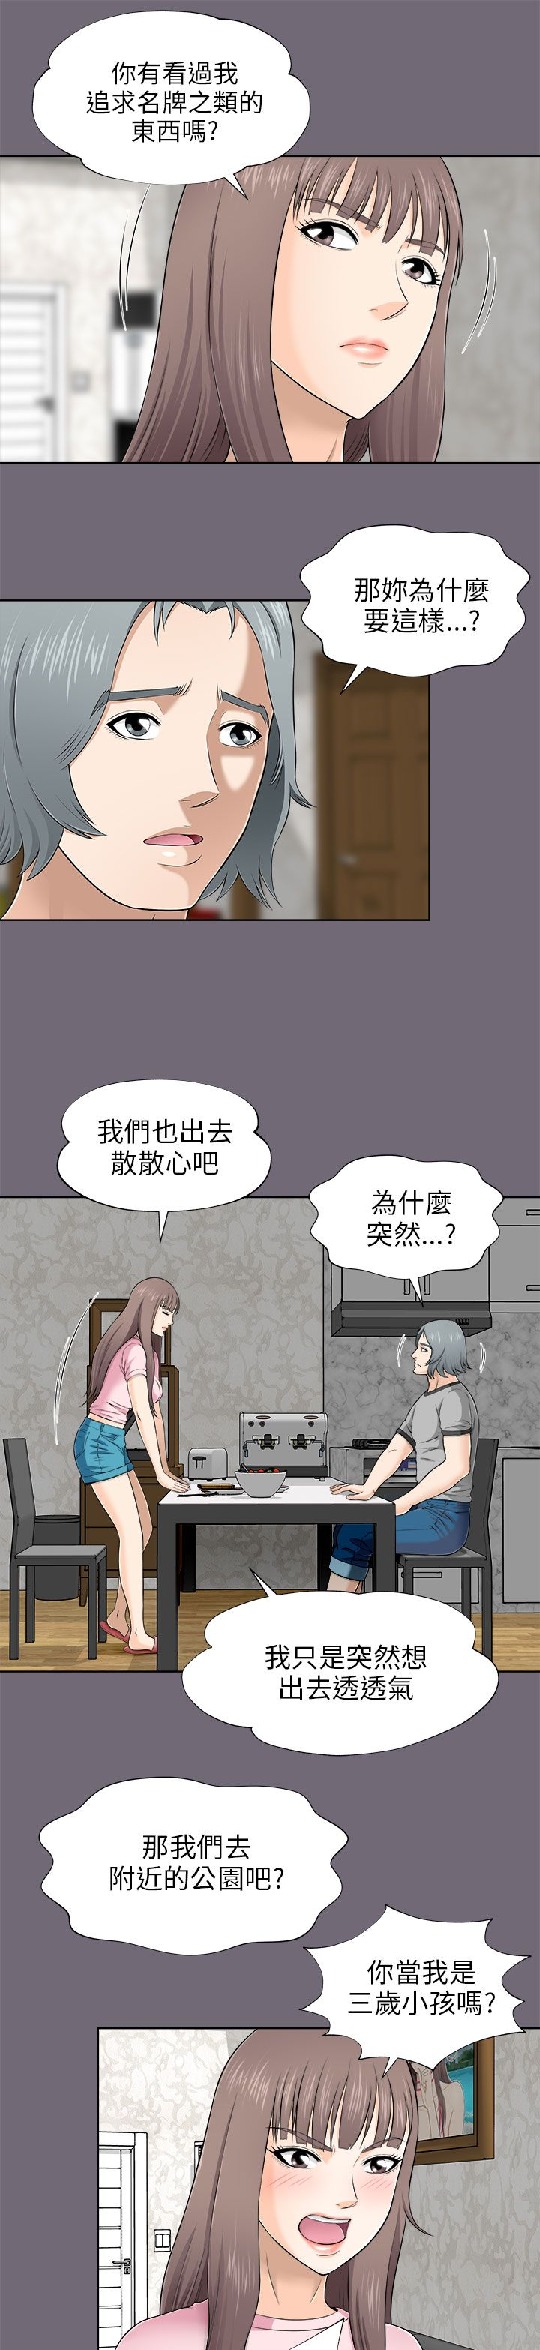 你有看過我
追求名牌之類的
東西嗎?
那妳為什麼
要這樣...?
我們也出去
散散心吧
為什麼
突然...?
我只是突然想
出去透透氣
那我們去
附近的公園吧?
你當我是
三歲小孩嗎?